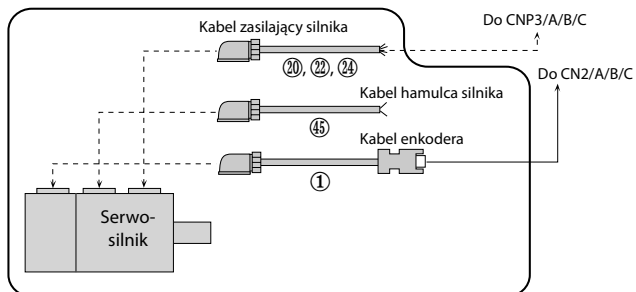 Kabel zasilający silnika
Do CNP3/A/B/C
⑳, ㉒, ㉔
Do CN2/A/B/C
Kabel hamulca silnika
㊺
Kabel enkodera
①
Serwo-
silnik